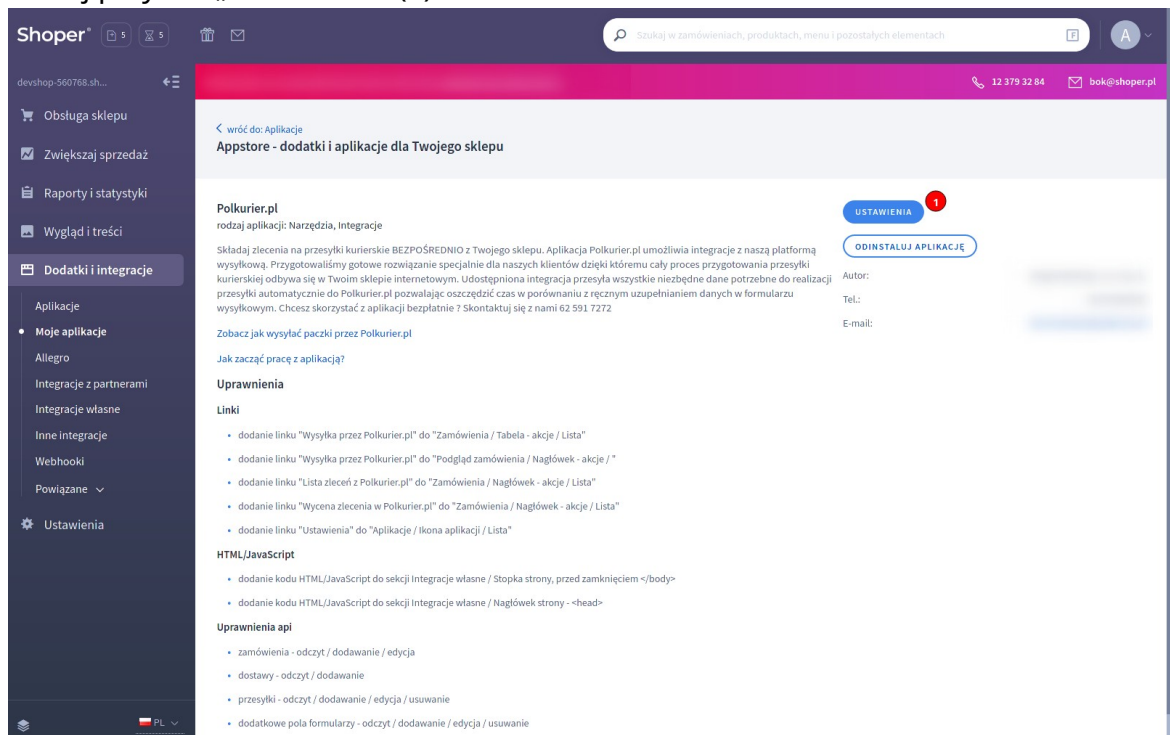 Shoper®
5
5
Szukaj w zamówieniach, produktach, menu i pozostałych elementach
F
A
devshop-560768.sh...
12 379 32 84
bok@shoper.pl
Obsługa sklepu
Zwiększaj sprzedaż
Raporty i statystyki
Wygląd i treści
Dodatki i integracje
Aplikacje
Moje aplikacje
Allegro
Integracje z partnerami
Integracje własne
Inne integracje
Webhooki
Powiązane
Ustawienia
PL
wróć do: Aplikacje
Appstore - dodatki i aplikacje dla Twojego sklepu
Polkurier.pl
rodzaj aplikacji: Narzędzia, Integracje
Składaj zlecenia na przesyłki kurierskie BEZPOŚREDNIO z Twojego sklepu. Aplikacja Polkurier.pl umożliwia integracje z naszą platformą
wysyłkową. Przygotowaliśmy gotowe rozwiązanie specjalnie dla naszych klientów dzięki któremu cały proces przygotowania przesyłki
kurierskiej odbywa się w Twoim sklepie internetowym. Udostępniona integracja przesyła wszystkie niezbędne dane potrzebne do realizacji
przesyłki automatycznie do Polkurier.pl pozwalając oszczędzić czas w porównaniu z ręcznym uzupełnianiem danych w formularzu
wysyłkowym. Chcesz skorzystać z aplikacji bezpłatnie ? Skontaktuj się z nami 62 591 7272
Zobacz jak wysyłać paczki przez Polkurier.pl
Jak zacząć pracę z aplikacją?
Uprawnienia
Linki
• dodanie linku "Wysyłka przez Polkurier.pl" do "Zamówienia / Tabela - akcje / Lista"
• dodanie linku "Wysyłka przez Polkurier.pl" do "Podgląd zamówienia / Nagłówek - akcje / "
• dodanie linku "Lista zleceń z Polkurier.pl" do "Zamówienia / Nagłówek - akcje / Lista"
• dodanie linku "Wycena zlecenia w Polkurier.pl" do "Zamówienia / Nagłówek - akcje / Lista"
• dodanie linku "Ustawienia" do "Aplikacje / Ikona aplikacji / Lista"
HTML/JavaScript
• dodanie kodu HTML/JavaScript do sekcji Integracje własne / Stopka strony, przed zamknięciem </body>
• dodanie kodu HTML/JavaScript do sekcji Integracje własne / Nagłówek strony - <head>
Uprawnienia api
• zamówienia - odczyt / dodawanie / edycja
• dostawy - odczyt / dodawanie
• przesyłki - odczyt / dodawanie / edycja / usuwanie
• dodatkowe pola formularzy - odczyt / dodawanie / edycja / usuwanie
USTAWIENIA
1
ODINSTALUJ APLIKACJĘ
Autor:
Tel.:
E-mail: